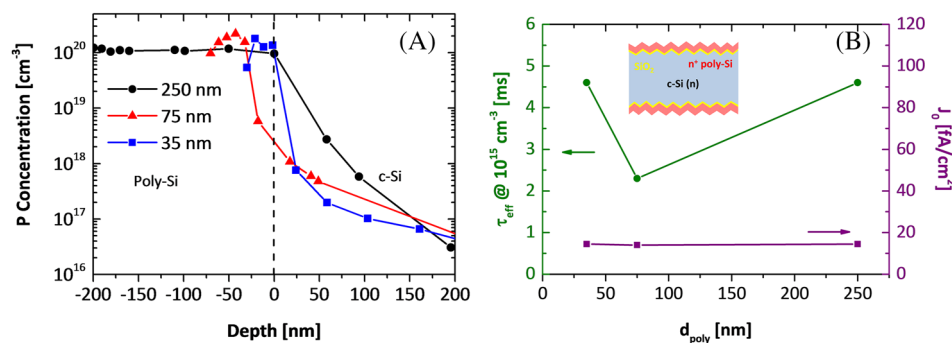 (A)
P Concentration [cm⁻³]
10²⁰
10¹⁹
10¹⁸
10¹⁷
10¹⁶
250 nm
75 nm
35 nm
Poly-Si
c-Si
-200 -150 -100 -50 0 50 100 150 200
Depth [nm]
(B)
τeff @ 10¹⁵ cm⁻³ [ms]
6
5
4
3
2
1
0
SiO₂
n⁺ poly-Si
c-Si (n)
120
100
80
60
40
20
0
J₀ [fA/cm²]
0 50 100 150 200 250
dpoly [nm]